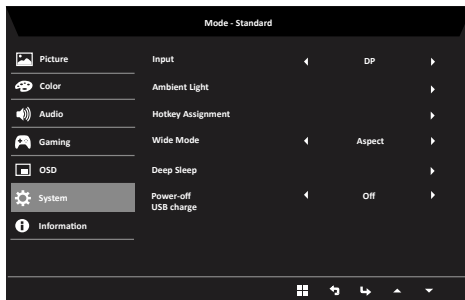 Mode - Standard
Picture
Color
Audio
Gaming
OSD
System
Information
Input DP
Ambient Light
Hotkey Assignment
Wide Mode Aspect
Deep Sleep
Power-off Off
USB charge